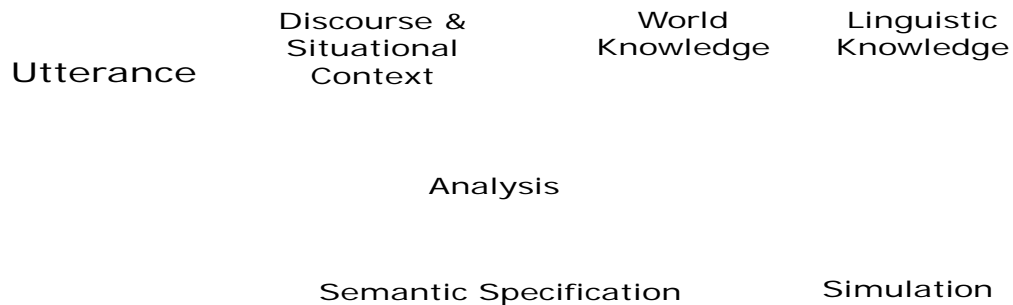 Utterance
Discourse &
Situational
Context
World
Knowledge
Linguistic
Knowledge
Analysis
Semantic Specification
Simulation